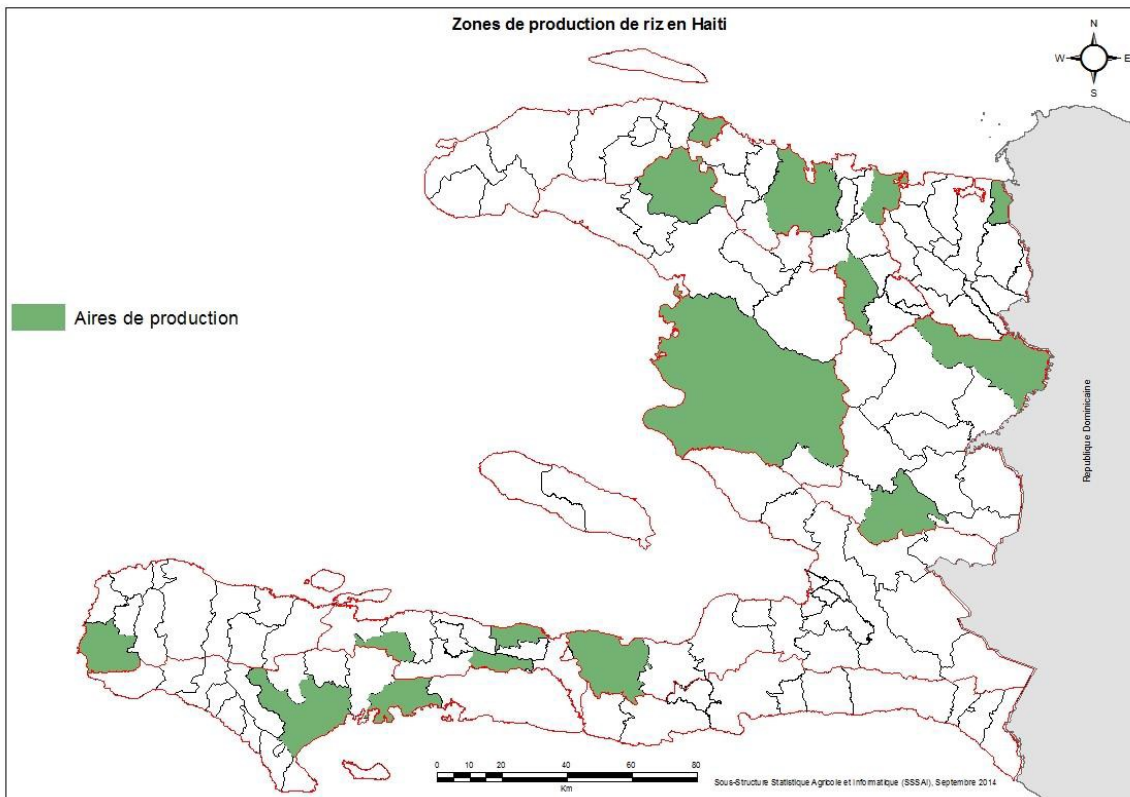 Zones de production de riz en Haiti
N
W E
S
Aires de production
Republique Dominicaine
0 10 20 40 60 80
Km
Sous-Structure Statistique Agricole et Informatique (SSSAI), Septembre 2014